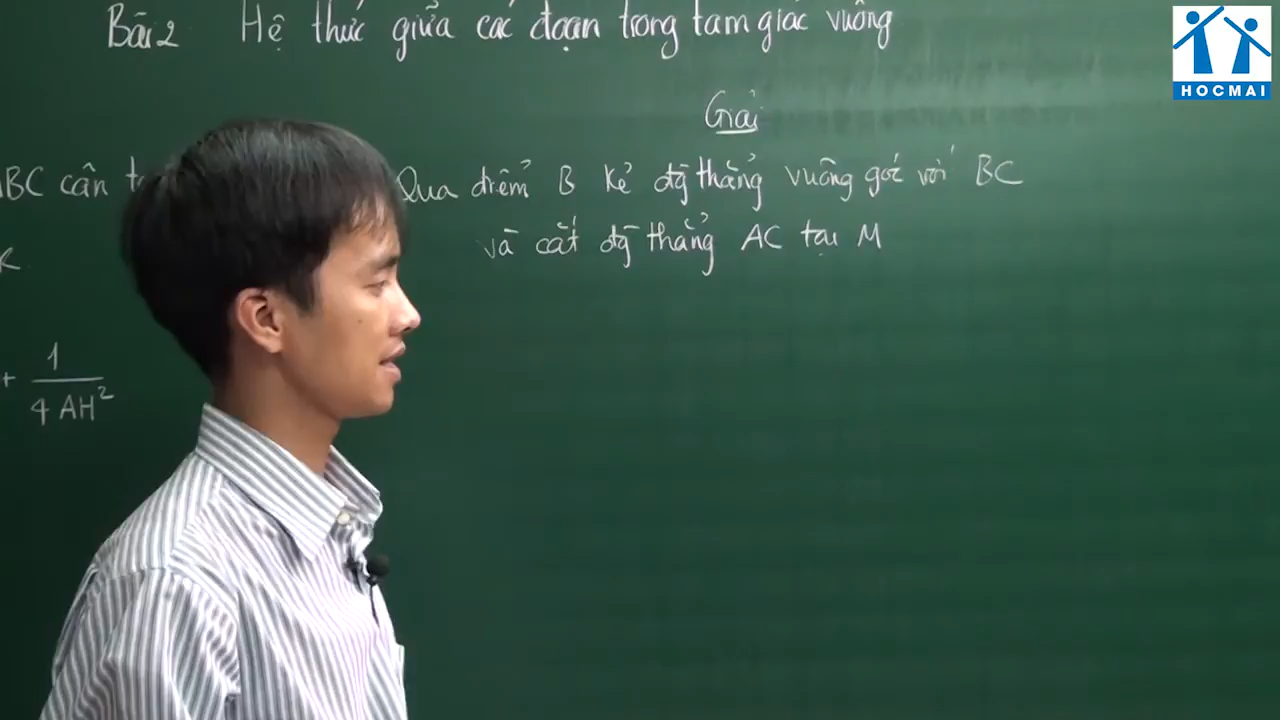 Bài 2 Hệ thức giữa các đoạn trong tam giác vuông
HOCMAI
Giải
BC cân
Qua điểm B kẻ đg thẳng vuông góc với BC
và cắt đg thẳng AC tại M
K
+ 1 / 4 AH²